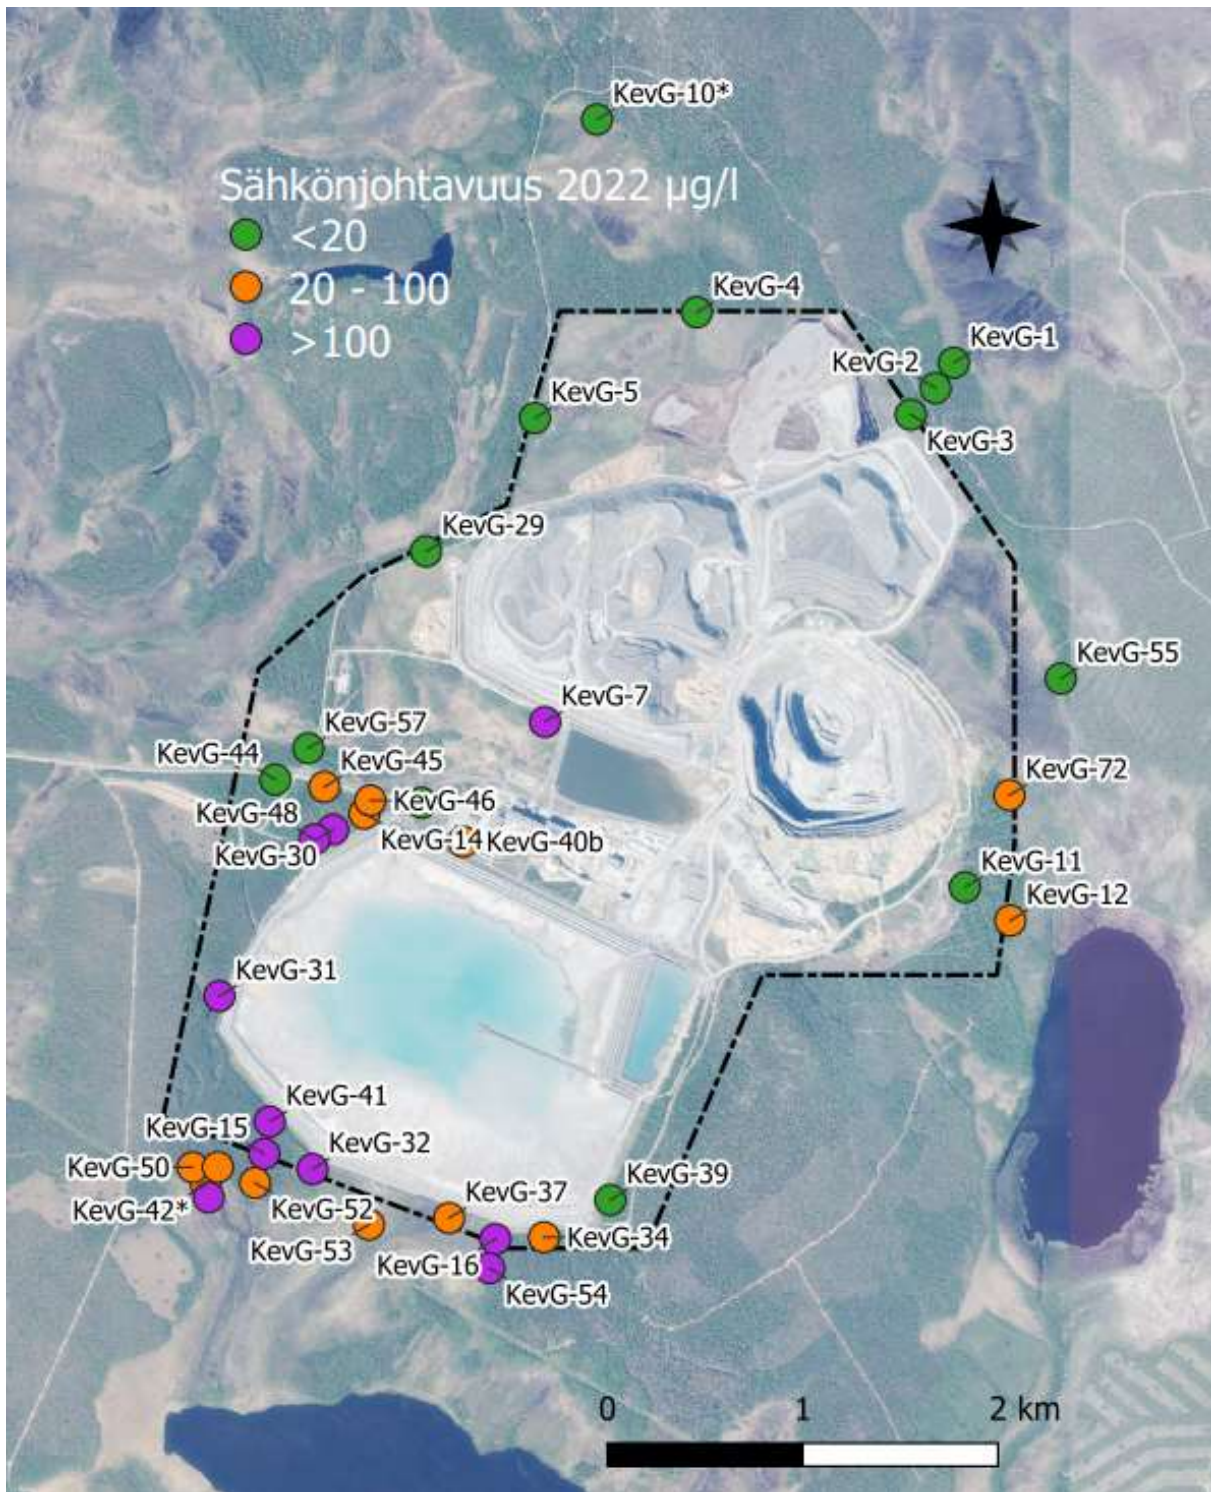 KevG-10*
Sähkönjohtavuus 2022 µg/l
<20
20 - 100
>100
KevG-4
KevG-1
KevG-2
KevG-5
KevG-3
KevG-29
KevG-55
KevG-7
KevG-57
KevG-44
KevG-45
KevG-72
KevG-46
KevG-48
KevG-14
KevG-40b
KevG-30
KevG-11
KevG-12
KevG-31
KevG-41
KevG-15
KevG-32
KevG-50
KevG-39
KevG-37
KevG-42*
KevG-52
KevG-34
KevG-53
KevG-16
KevG-54
0 1 2 km